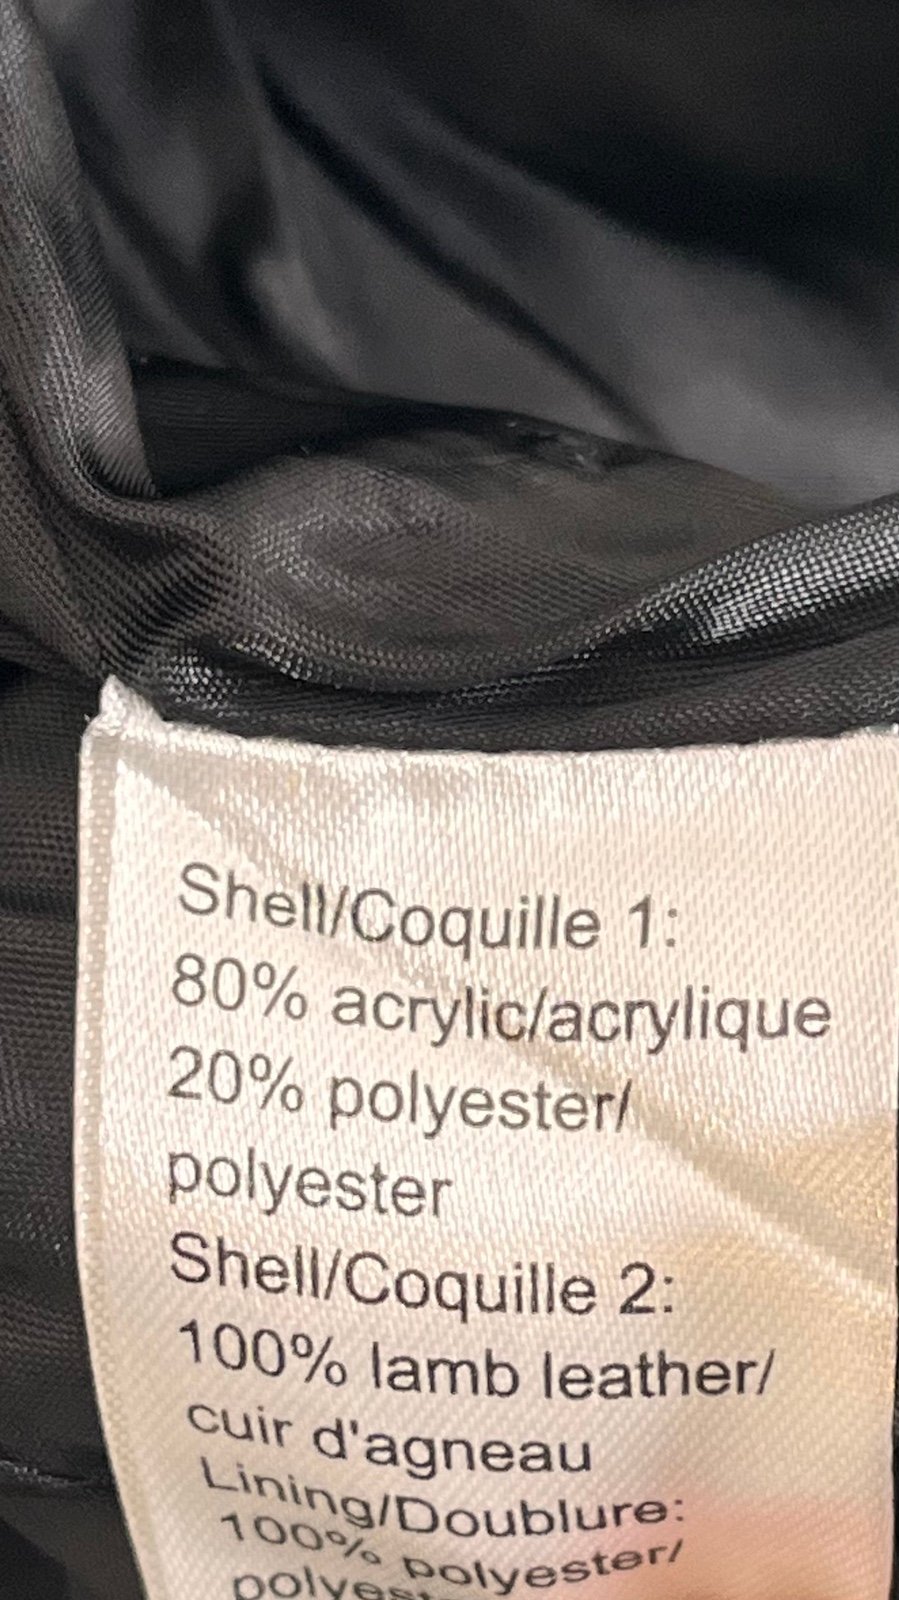 Shell/Coquille 1:
80% acrylic/acrylique
20% polyester/
polyester
Shell/Coquille 2:
100% lamb leather/
cuir d'agneau
Lining/Doublure:
100% polyester/